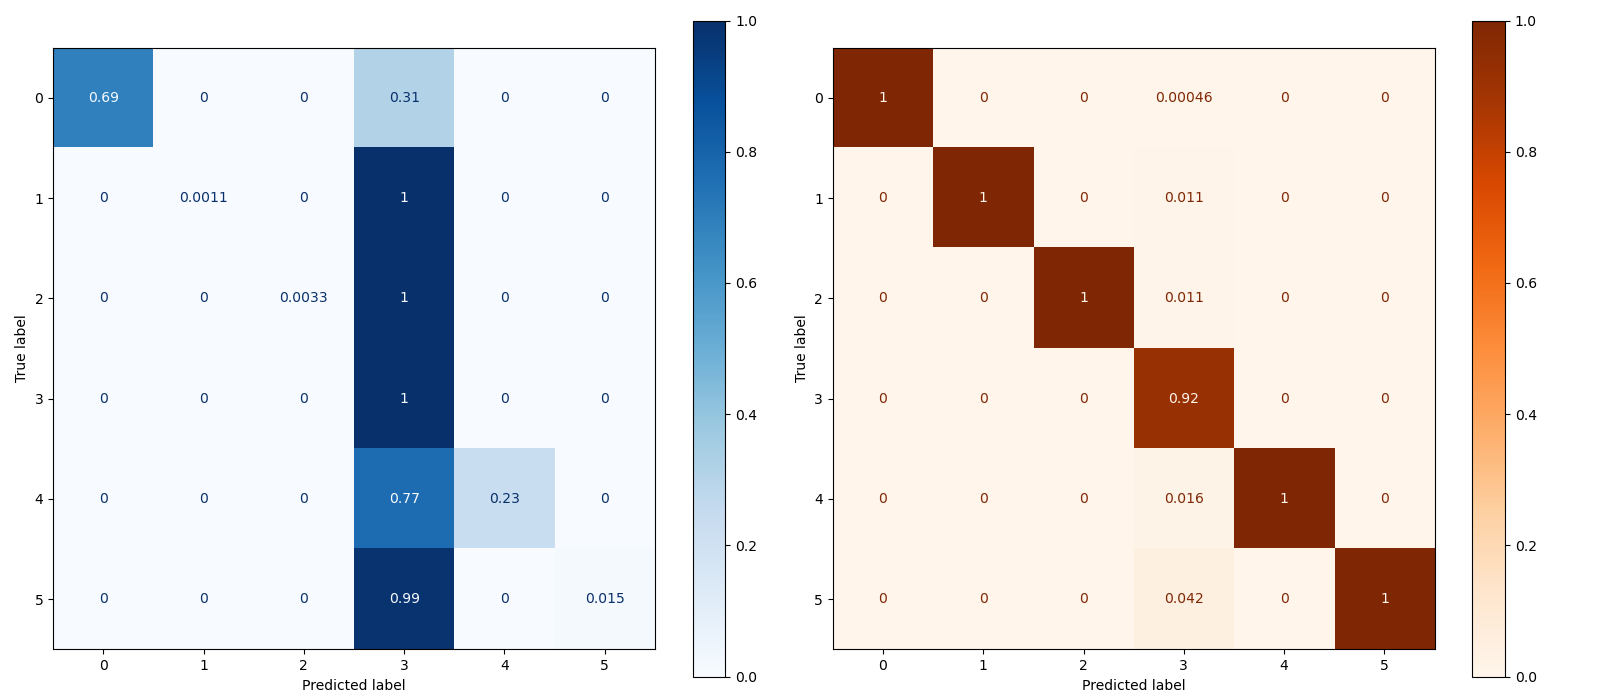 0 0.69 0 0 0.31 0 0
1 0 0.0011 0 1 0 0
2 0 0 0.0033 1 0 0
3 0 0 0 1 0 0
4 0 0 0 0.77 0.23 0
5 0 0 0 0.99 0 0.015
0 1 2 3 4 5
True label
Predicted label
1.0
0.8
0.6
0.4
0.2
0.0
0 1 0 0 0.00046 0 0
1 0 1 0 0.011 0 0
2 0 0 1 0.011 0 0
3 0 0 0 0.92 0 0
4 0 0 0 0.016 1 0
5 0 0 0 0.042 0 1
0 1 2 3 4 5
True label
Predicted label
1.0
0.8
0.6
0.4
0.2
0.0